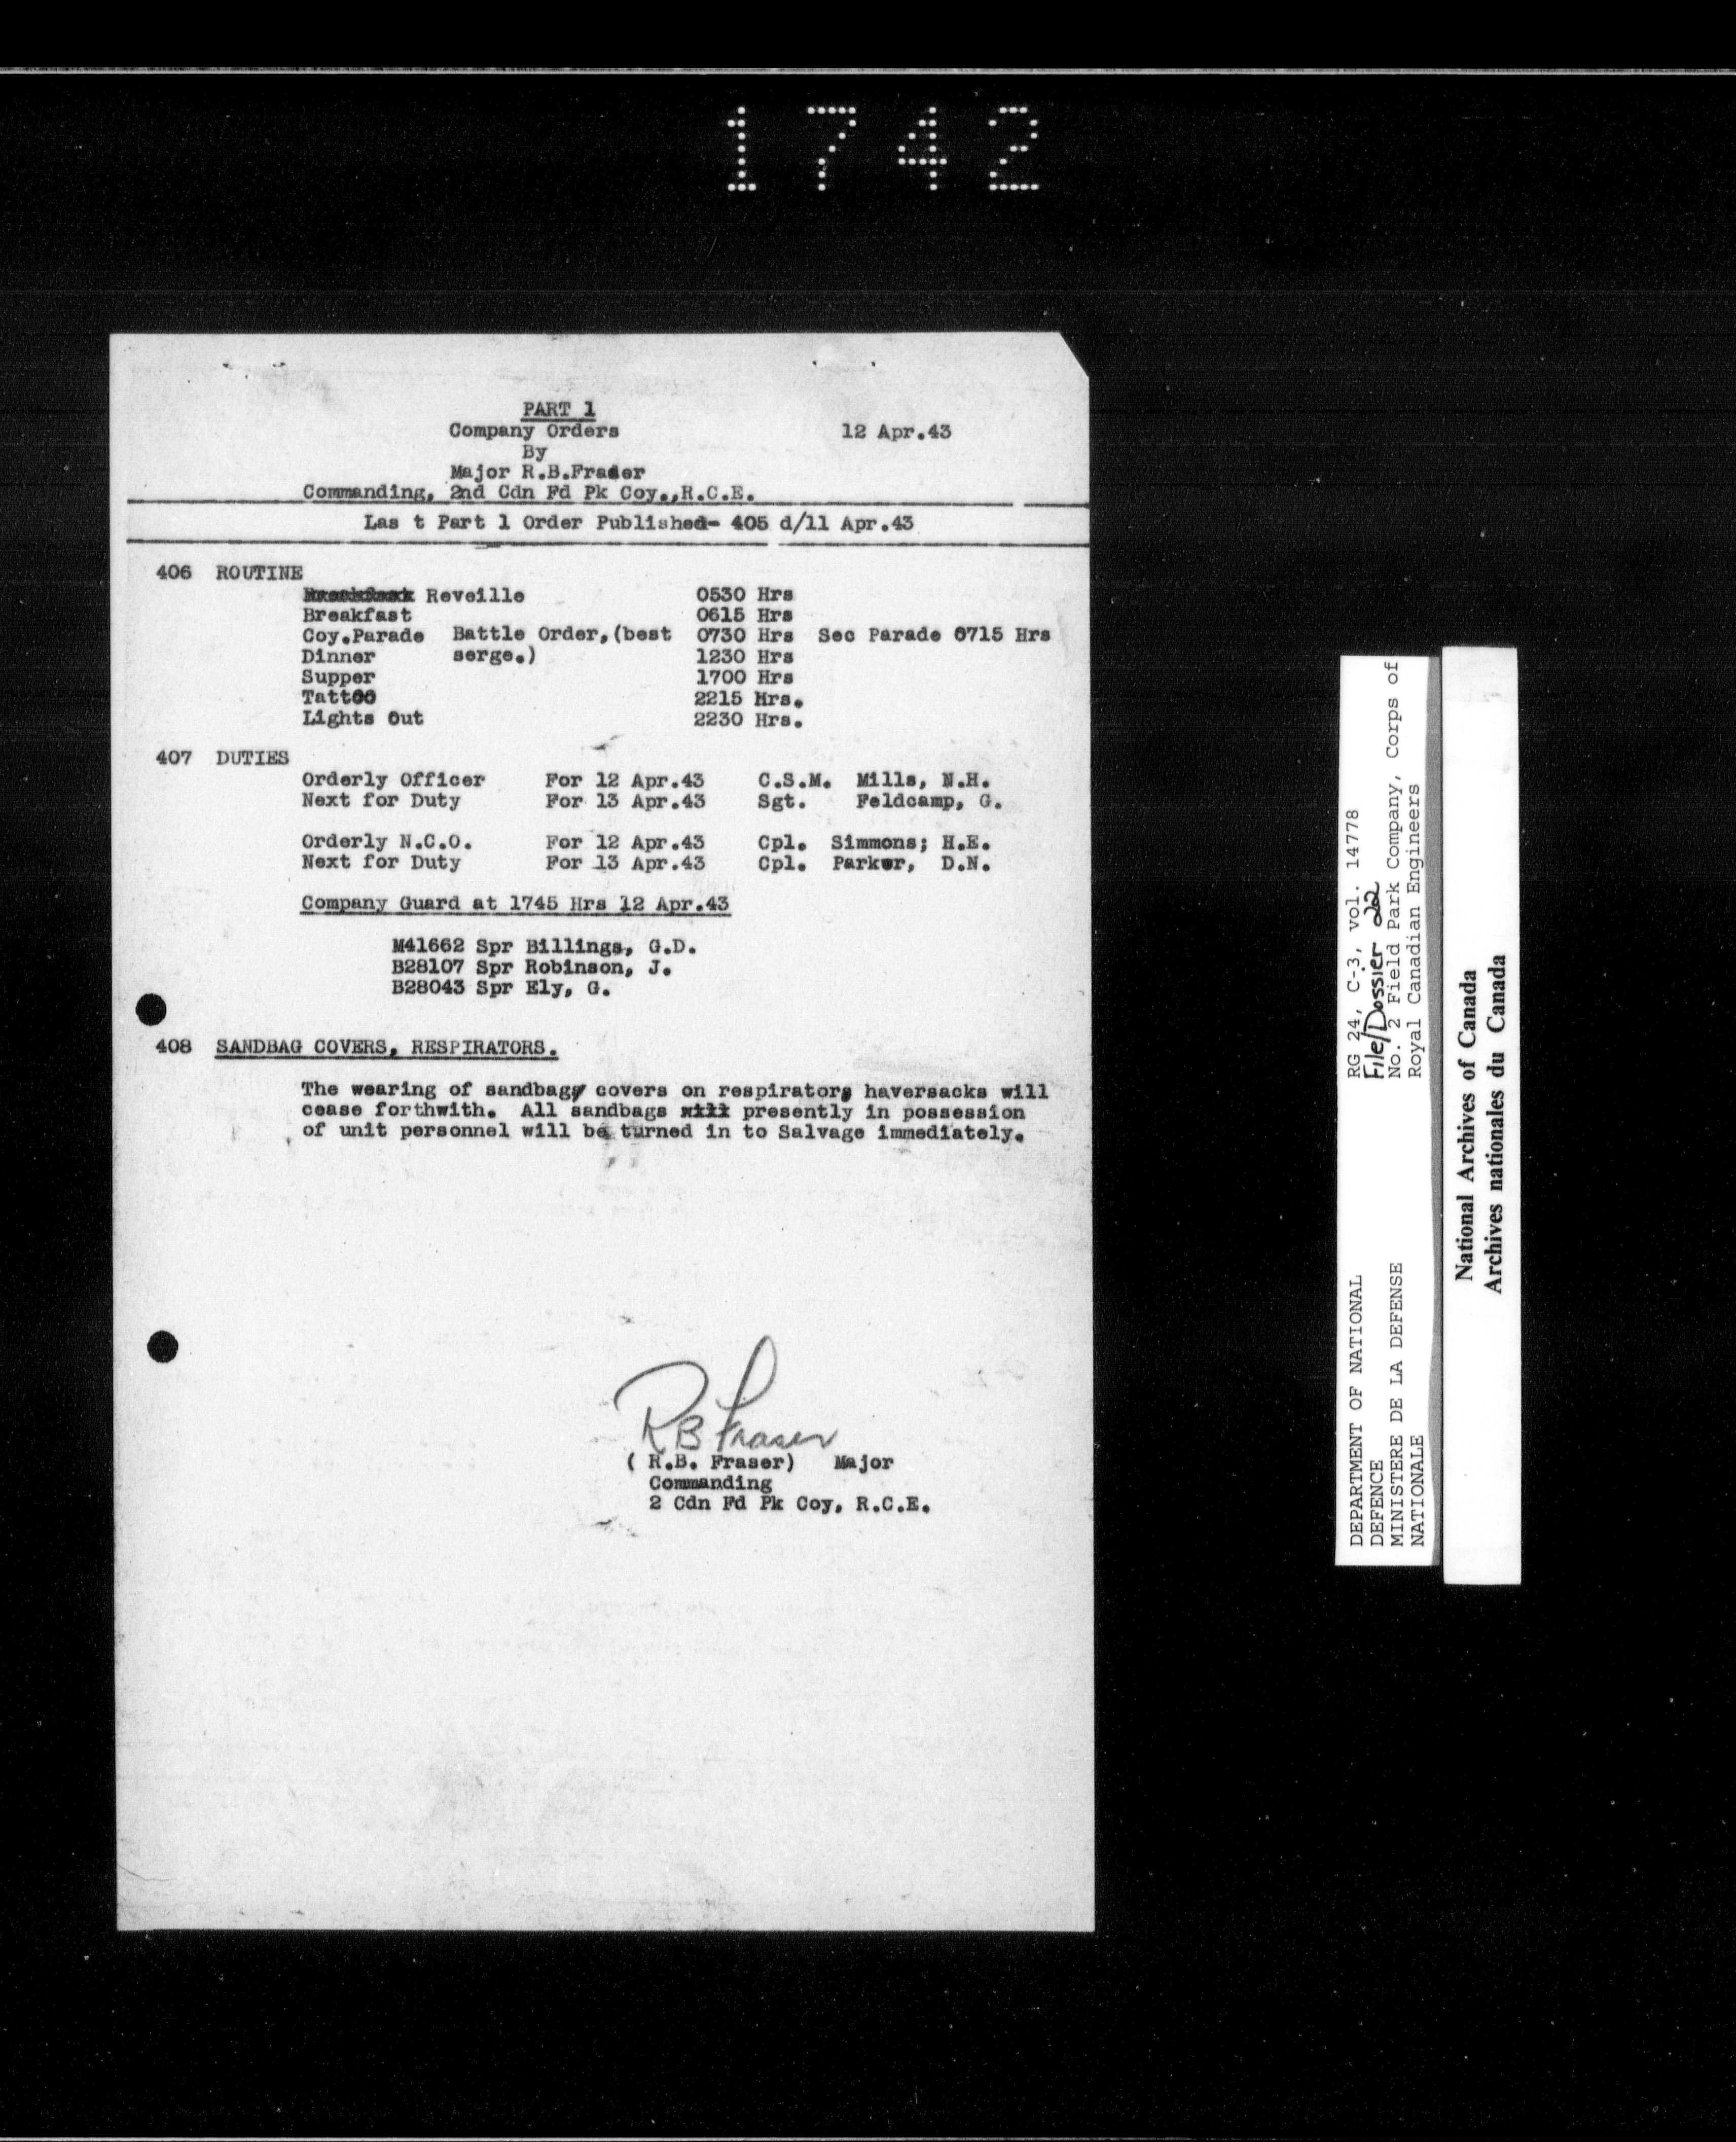 1742
PART 1
Company Orders 12 Apr.43
By
Major R.B.Fraser
Commanding, 2nd Cdn Fd Pk Coy.,R.C.E.
Las t Part 1 Order Published- 405 d/11 Apr.43
406 ROUTINE
Reveille 0530 Hrs
Breakfast 0615 Hrs
Coy.Parade Battle Order,(best 0730 Hrs Sec Parade 0715 Hrs
Dinner serge.) 1230 Hrs
Supper 1700 Hrs
Tattoo 2215 Hrs.
Lights Out 2230 Hrs.
407 DUTIES
Orderly Officer For 12 Apr.43 C.S.M. Mills, N.H.
Next for Duty For 13 Apr.43 Sgt. Feldcamp, G.
Orderly N.C.O. For 12 Apr.43 Cpl. Simmons; H.E.
Next for Duty For 13 Apr.43 Cpl. Parker, D.N.
Company Guard at 1745 Hrs 12 Apr.43
M41662 Spr Billings, G.D.
B28107 Spr Robinson, J.
B28043 Spr Ely, G.
408 SANDBAG COVERS, RESPIRATORS.
The wearing of sandbag covers on respirators haversacks will
cease forthwith. All sandbags presently in possession
of unit personnel will be turned in to Salvage immediately.
RB Fraser
( R.B. Fraser) Major
Commanding
2 Cdn Fd Pk Coy, R.C.E.
DEPARTMENT OF NATIONAL
DEFENCE
MINISTERE DE LA DEFENSE
NATIONALE
RG 24, C-3, vol. 14778
File/Dossier 22
No. 2 Field Park Company, Corps of
Royal Canadian Engineers
National Archives of Canada
Archives nationales du Canada